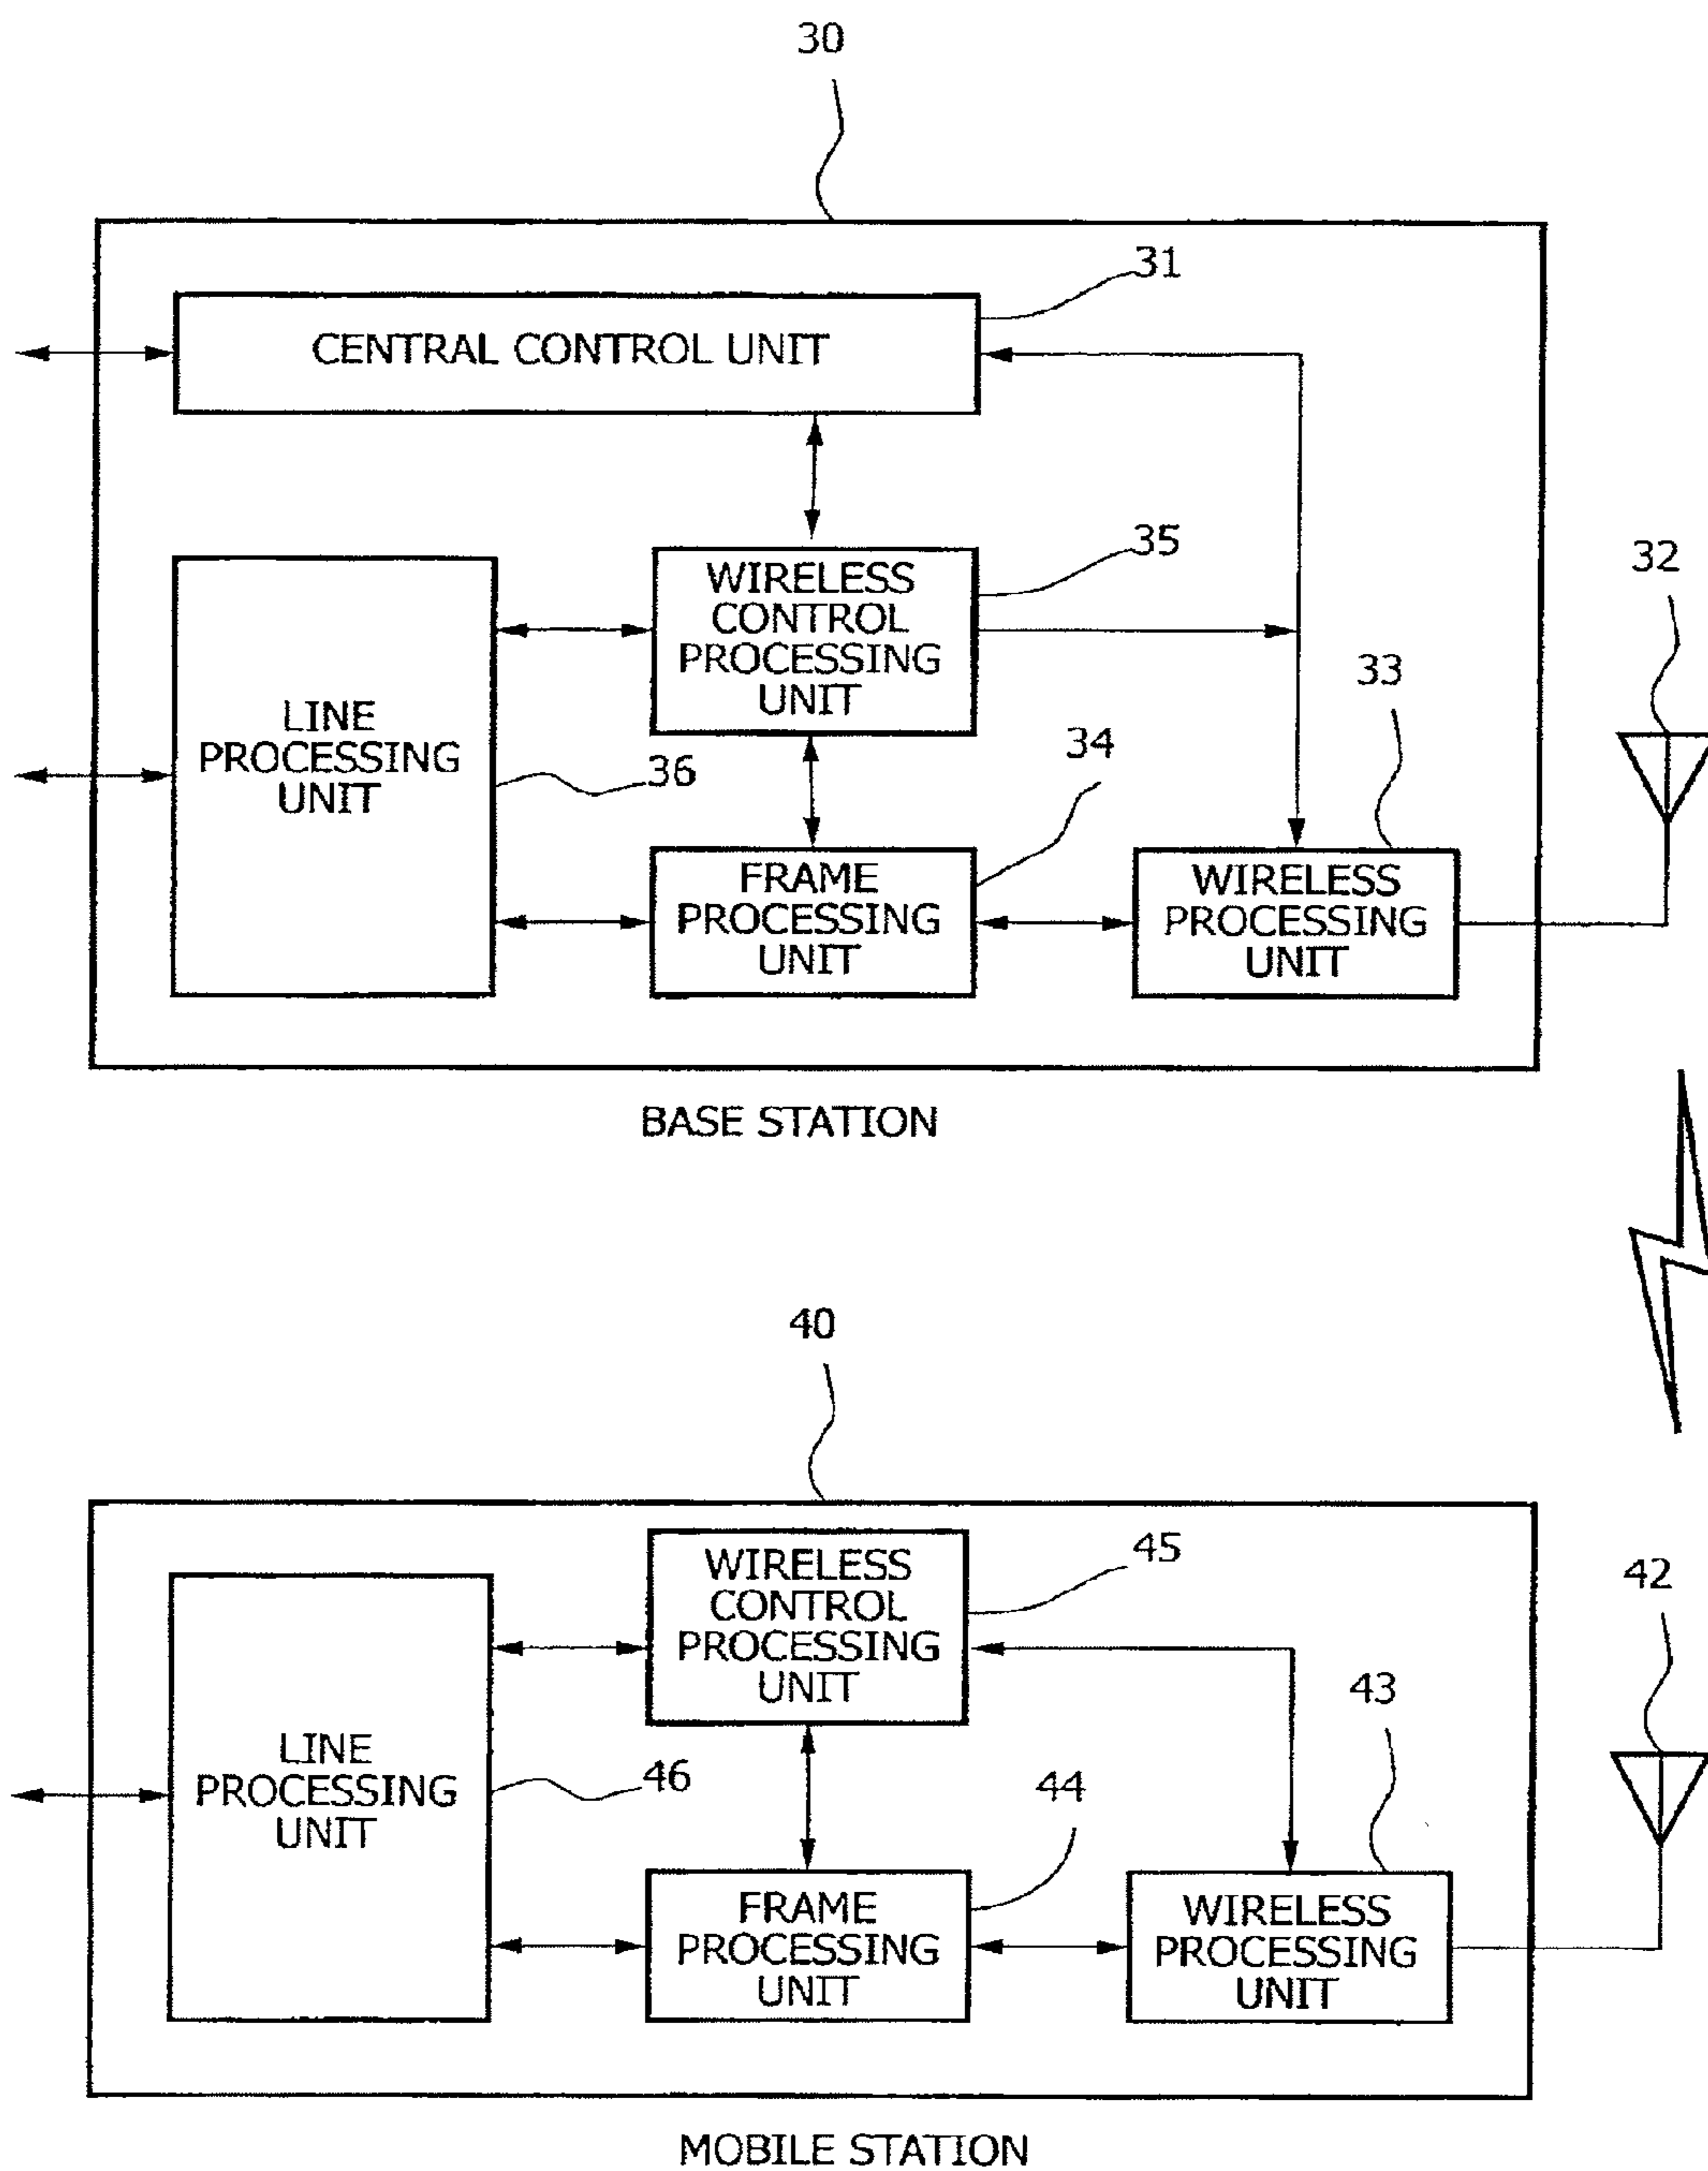 30
31
CENTRAL CONTROL UNIT
35
32
WIRELESS
CONTROL
PROCESSING
UNIT
33
LINE
PROCESSING
UNIT
36
34
FRAME
PROCESSING
UNIT
WIRELESS
PROCESSING
UNIT
BASE STATION
40
45
WIRELESS
CONTROL
PROCESSING
UNIT
42
43
LINE
PROCESSING
UNIT
46
44
FRAME
PROCESSING
UNIT
WIRELESS
PROCESSING
UNIT
MOBILE STATION